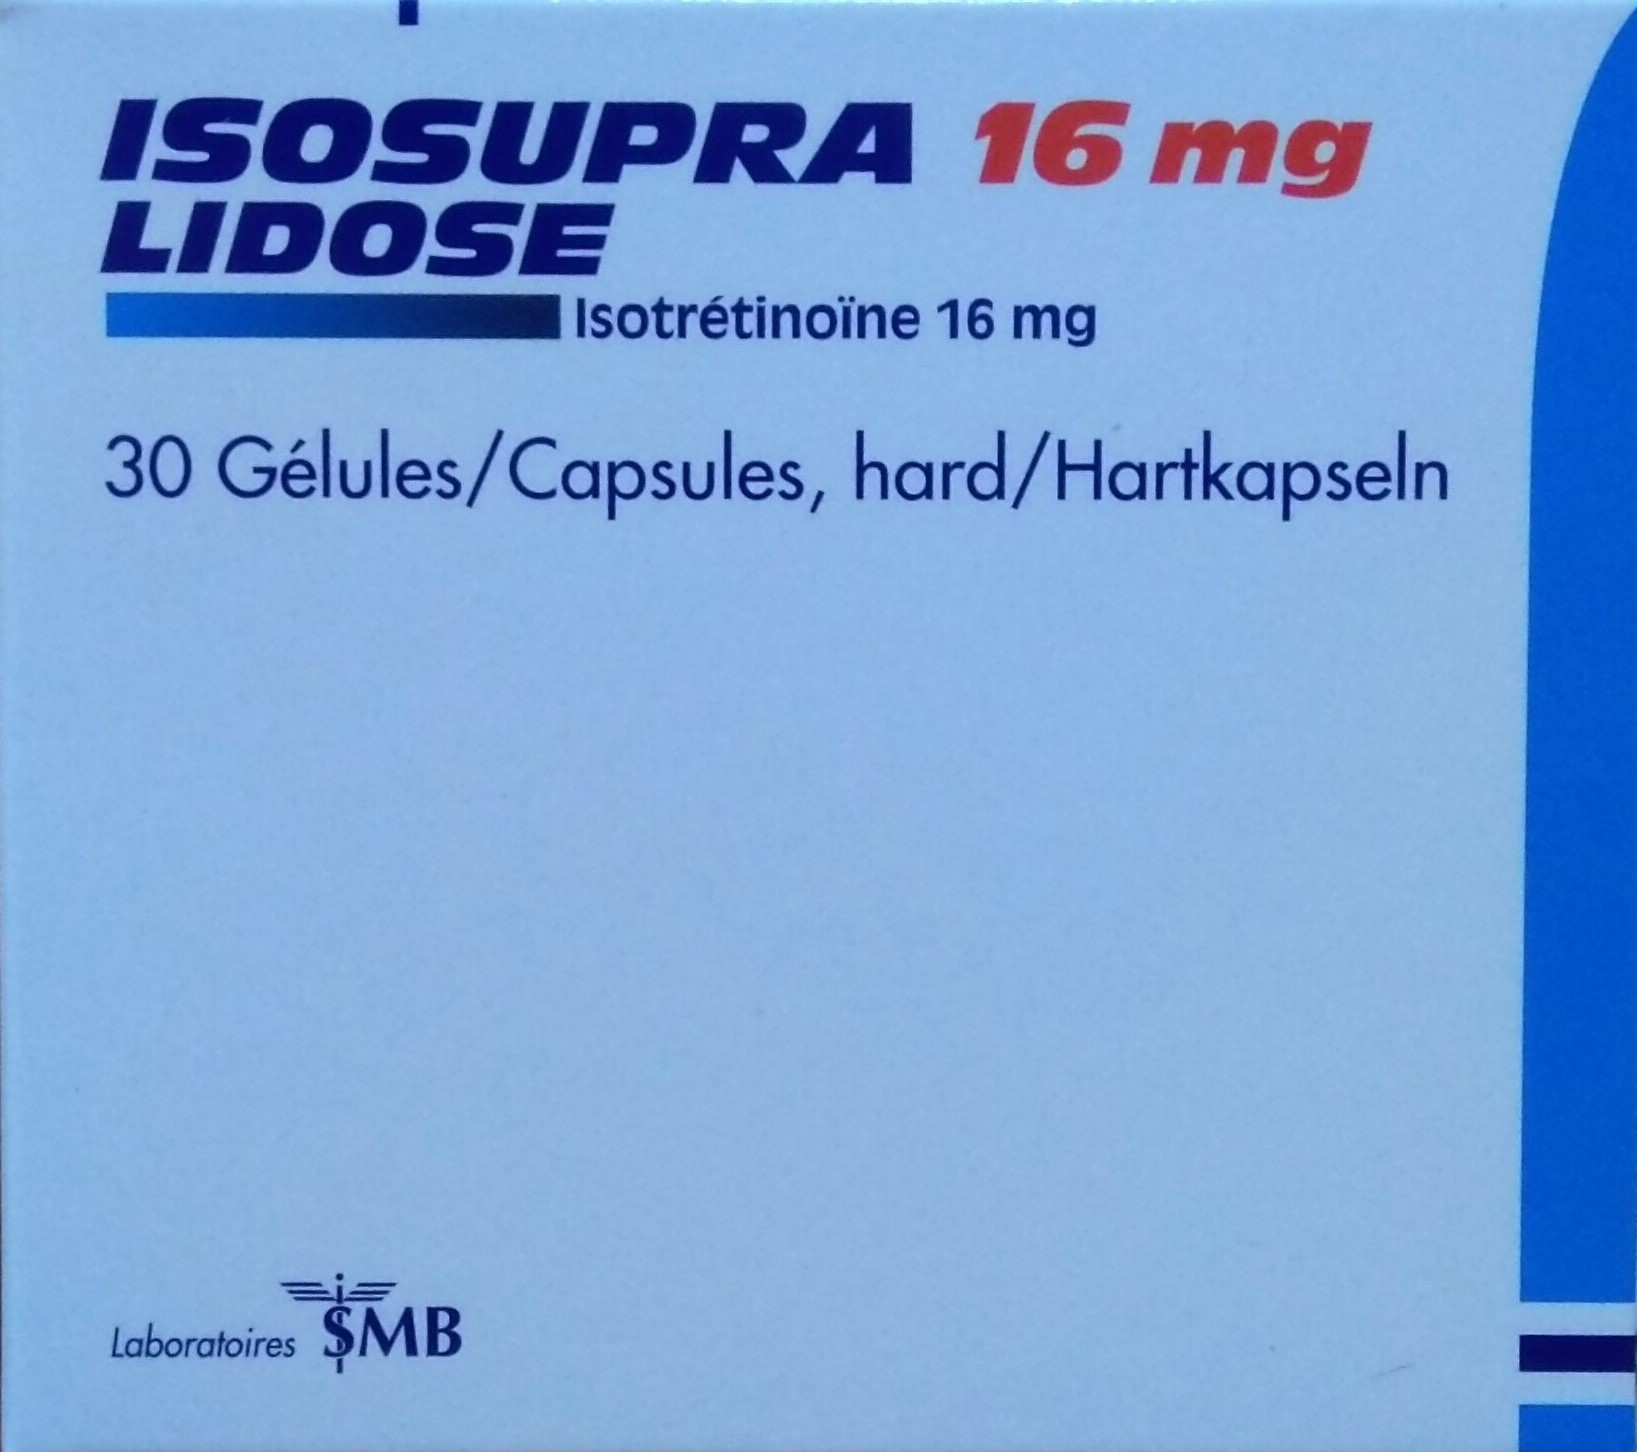 ISOSUPRA 16 mg
LIDOSE
Isotrétinoïne 16 mg
30 Gélules/Capsules, hard/Hartkapseln
Laboratoires SMB